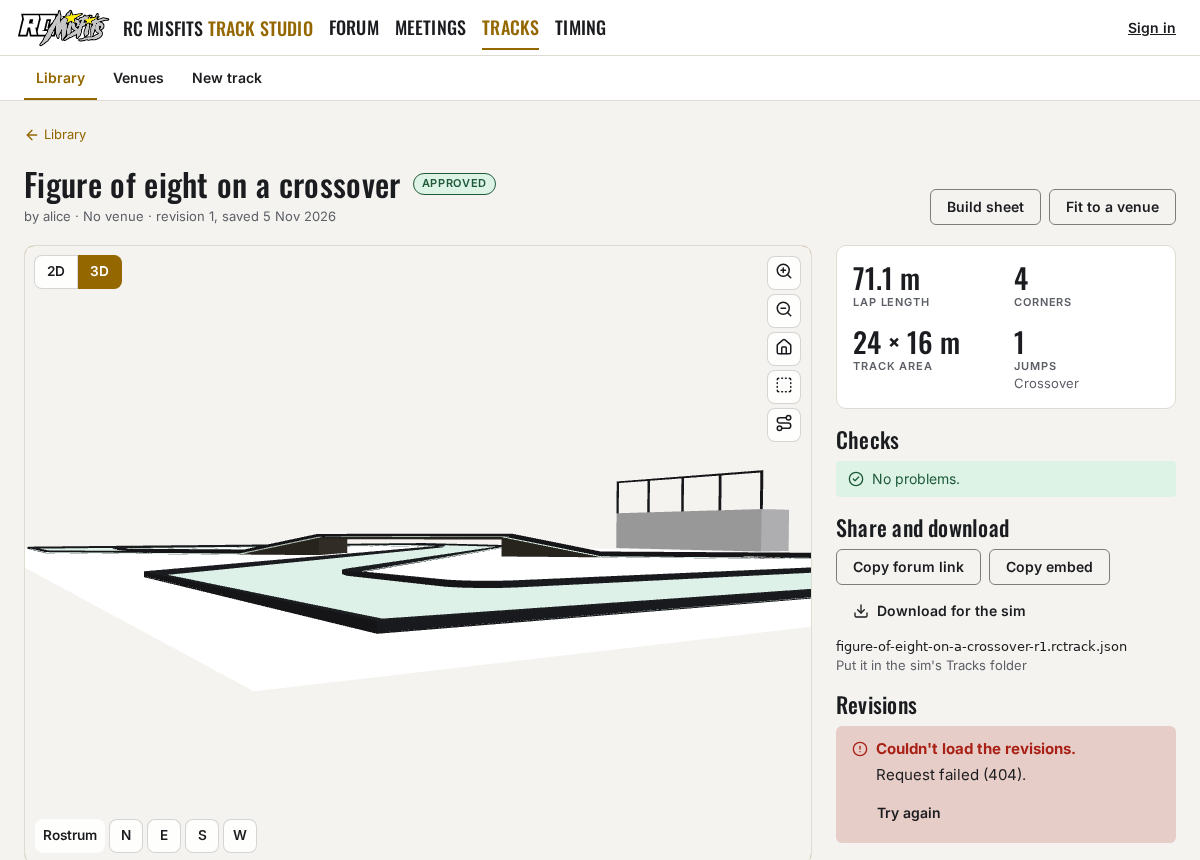 RC Misfits
RC MISFITS TRACK STUDIO
FORUM
MEETINGS
TRACKS
TIMING
Sign in
Library
Venues
New track
Library
Figure of eight on a crossover
APPROVED
by alice · No venue · revision 1, saved 5 Nov 2026
Build sheet
Fit to a venue
2D
3D
71.1 m
LAP LENGTH
4
CORNERS
24 × 16 m
TRACK AREA
1
JUMPS
Crossover
Checks
No problems.
Share and download
Copy forum link
Copy embed
Download for the sim
figure-of-eight-on-a-crossover-r1.rctrack.json
Put it in the sim's Tracks folder
Revisions
Couldn't load the revisions.
Request failed (404).
Try again
Rostrum
N
E
S
W